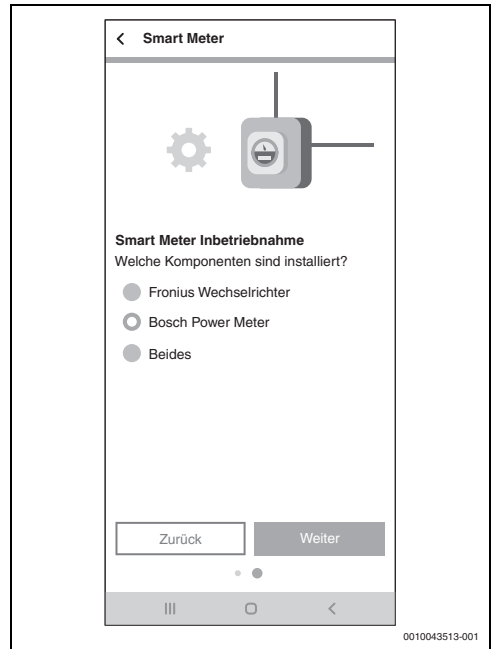 Smart Meter
Smart Meter Inbetriebnahme
Welche Komponenten sind installiert?
Fronius Wechselrichter
Bosch Power Meter
Beides
Zurück
Weiter
0010043513-001